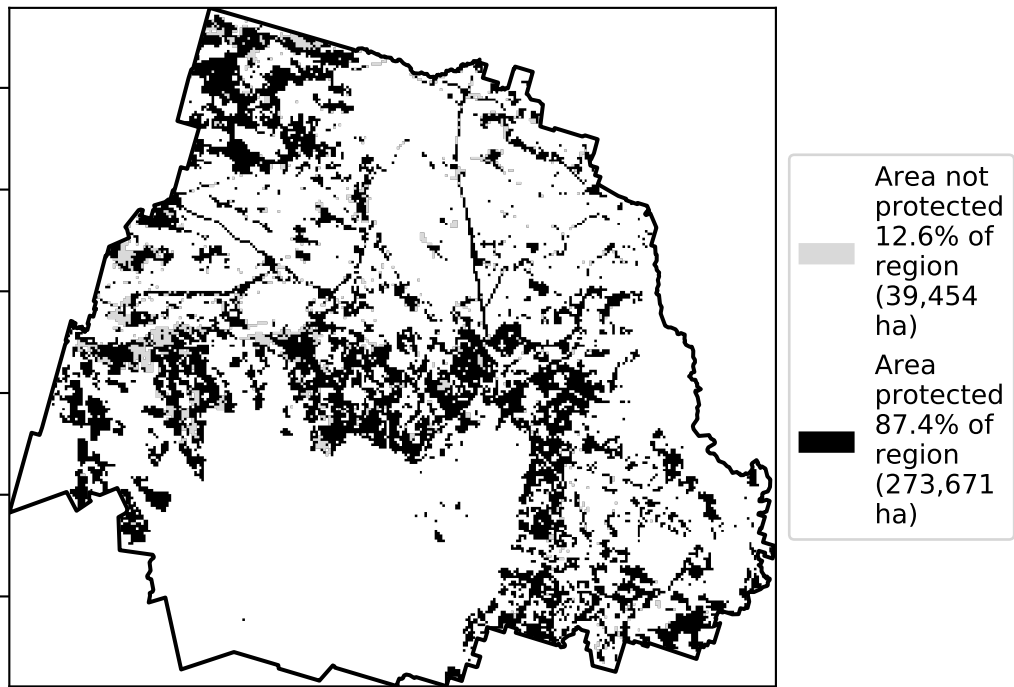 Area not
protected
12.6% of
region
(39,454
ha)
Area
protected
87.4% of
region
(273,671
ha)